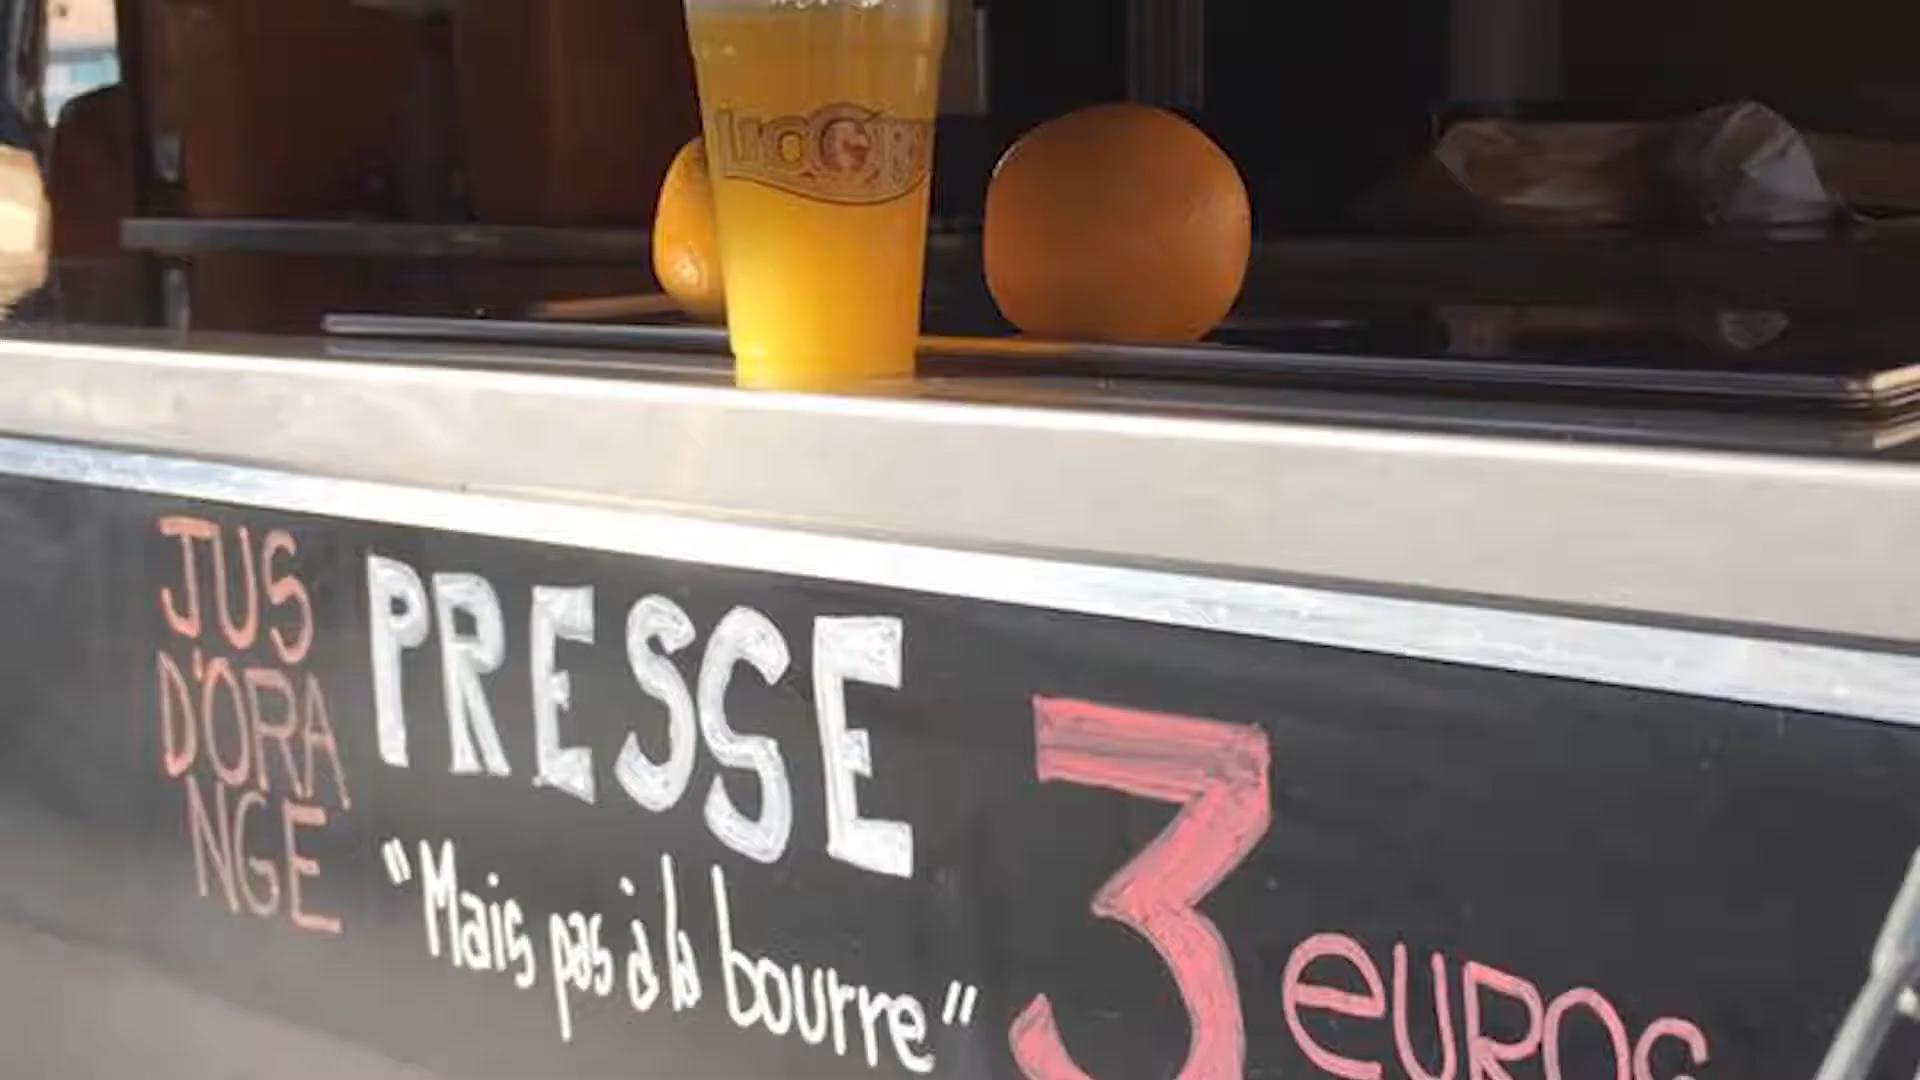 JUS
D'ORA
NGE
PRESSE
"Mais pas à la bourre"
3 euros